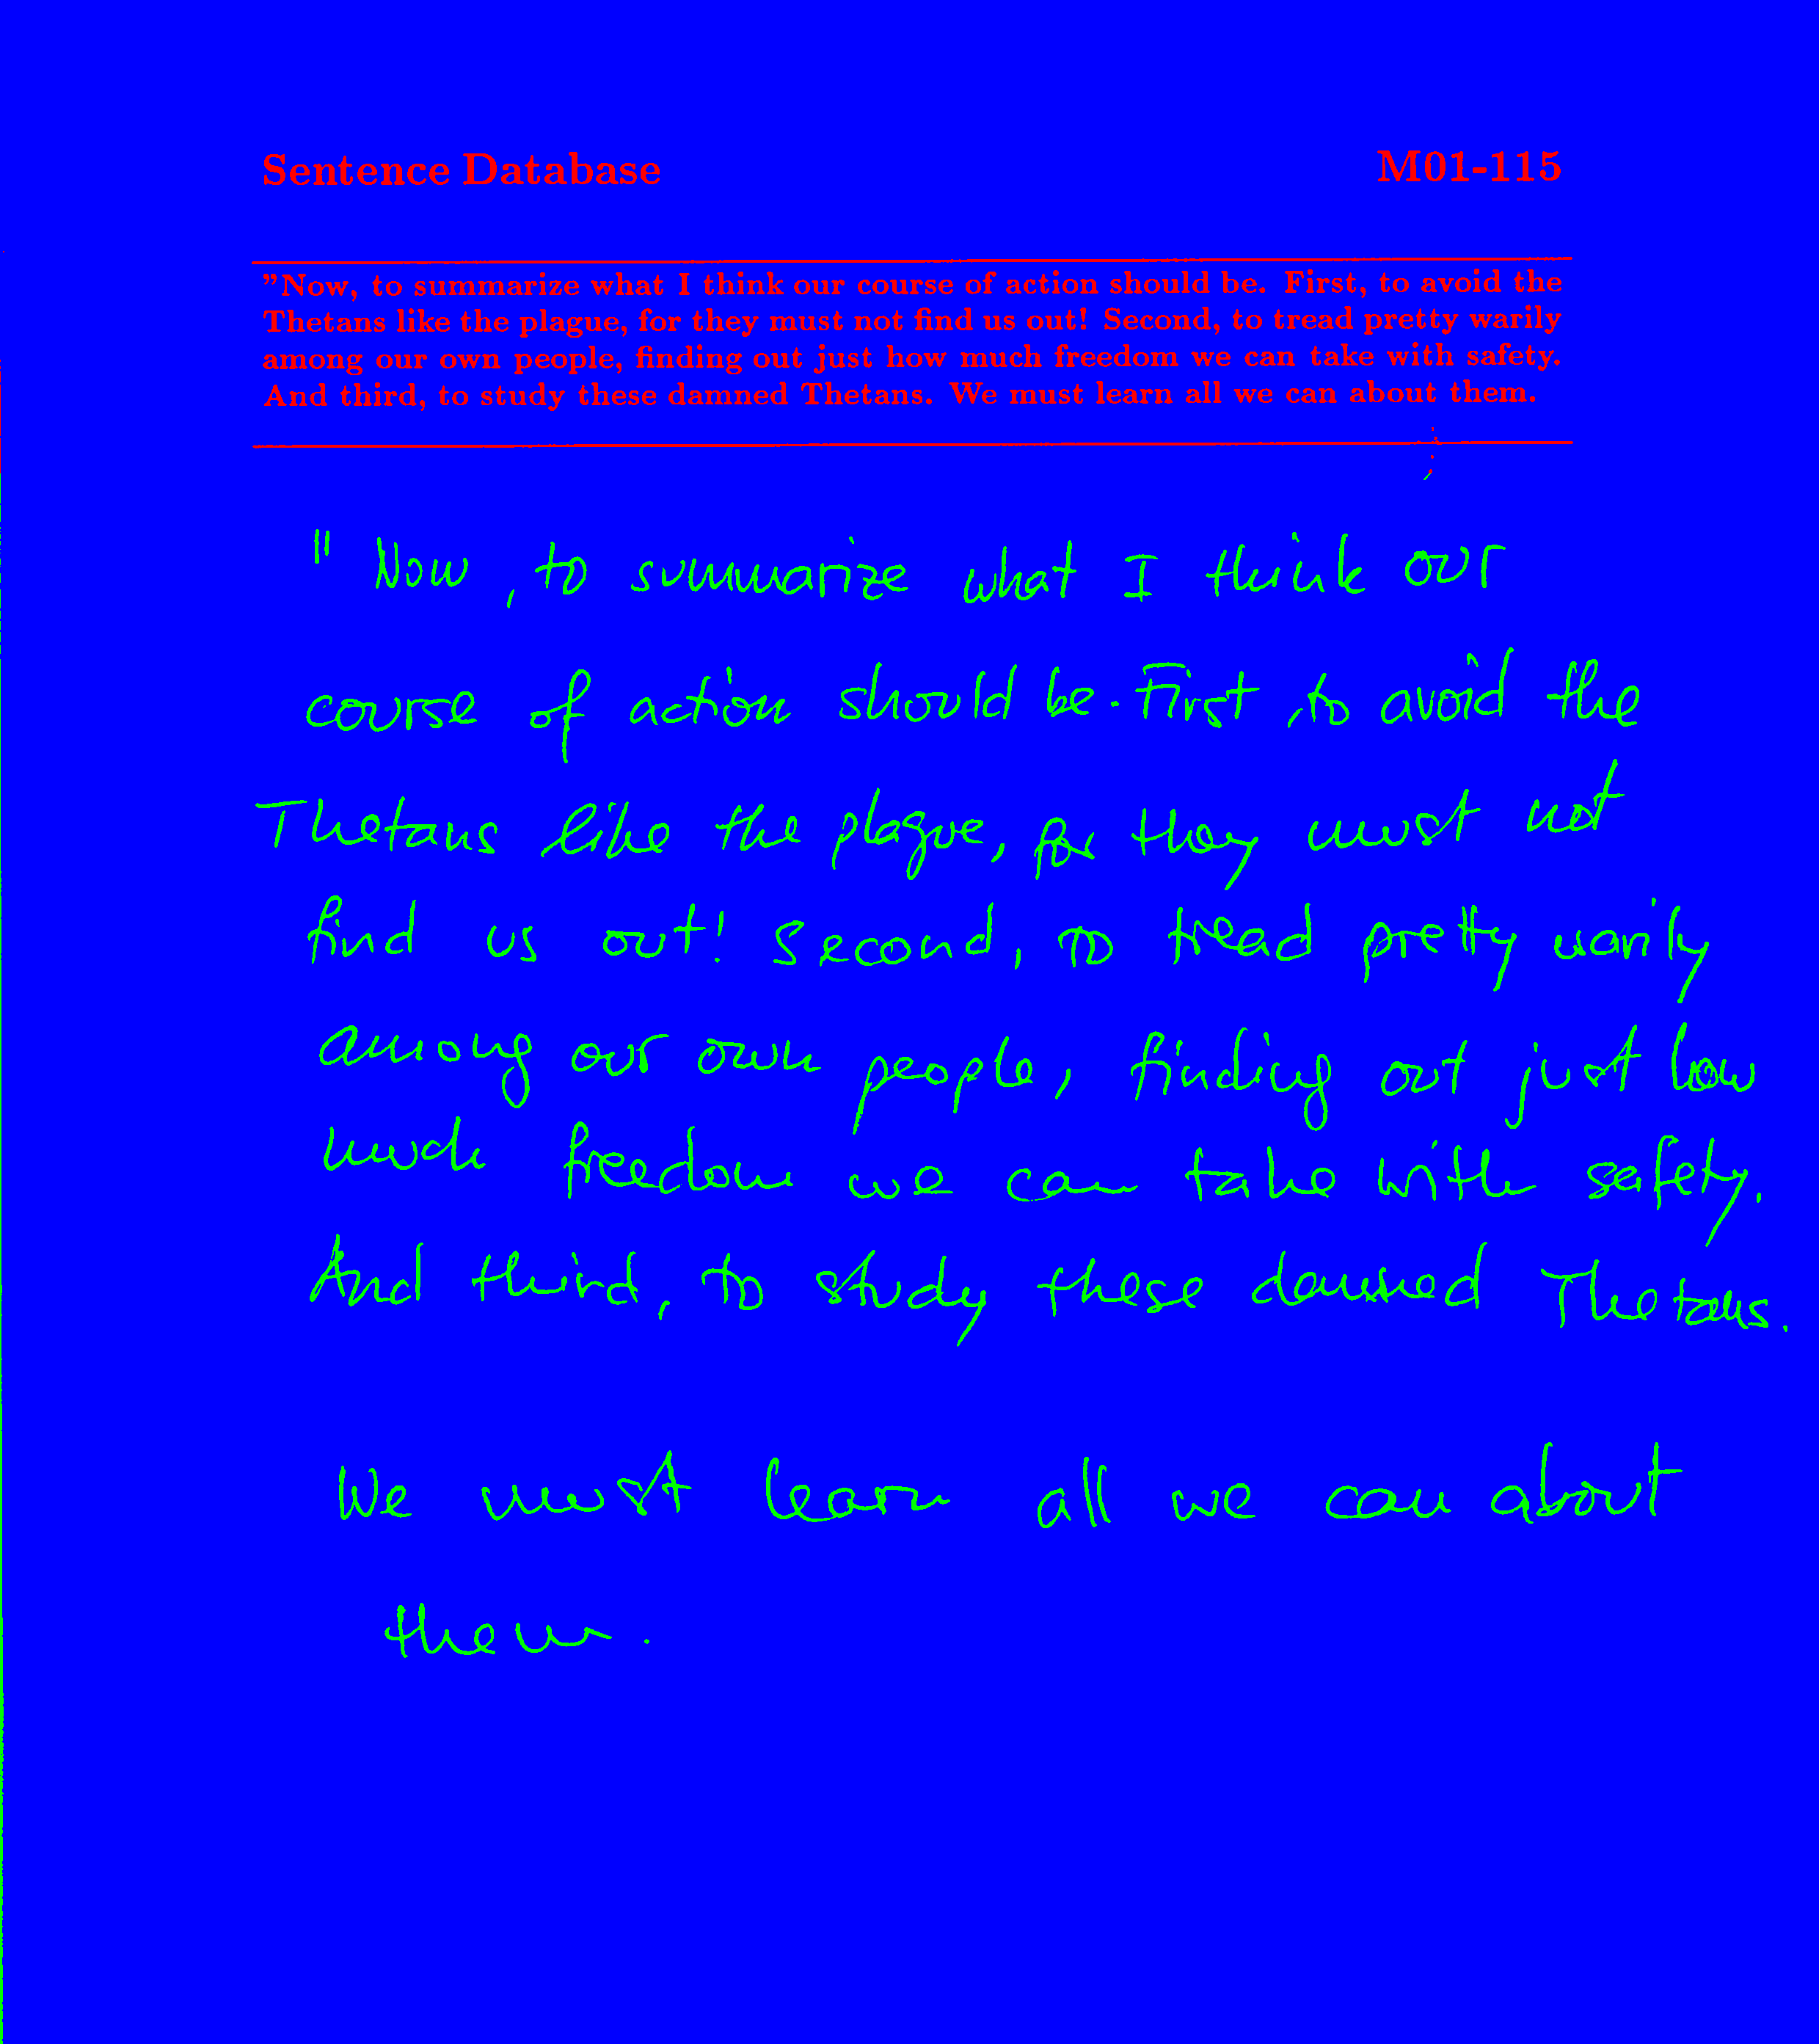 Sentence Database M01-115
"Now, to summarize what I think our course of action should be. First, to avoid the
Thetans like the plague, for they must not find us out! Second, to tread pretty warily
among our own people, finding out just how much freedom we can take with safety.
And third, to study these damned Thetans. We must learn all we can about them.
" Now, to summarize what I think our
course of action should be. First, to avoid the
Thetans like the plague, for they must not
find us out! Second, to tread pretty warily
among our own people, finding out just how
much freedom we can take with safety.
And third, to study these damned Thetans.
We must learn all we can about
them.